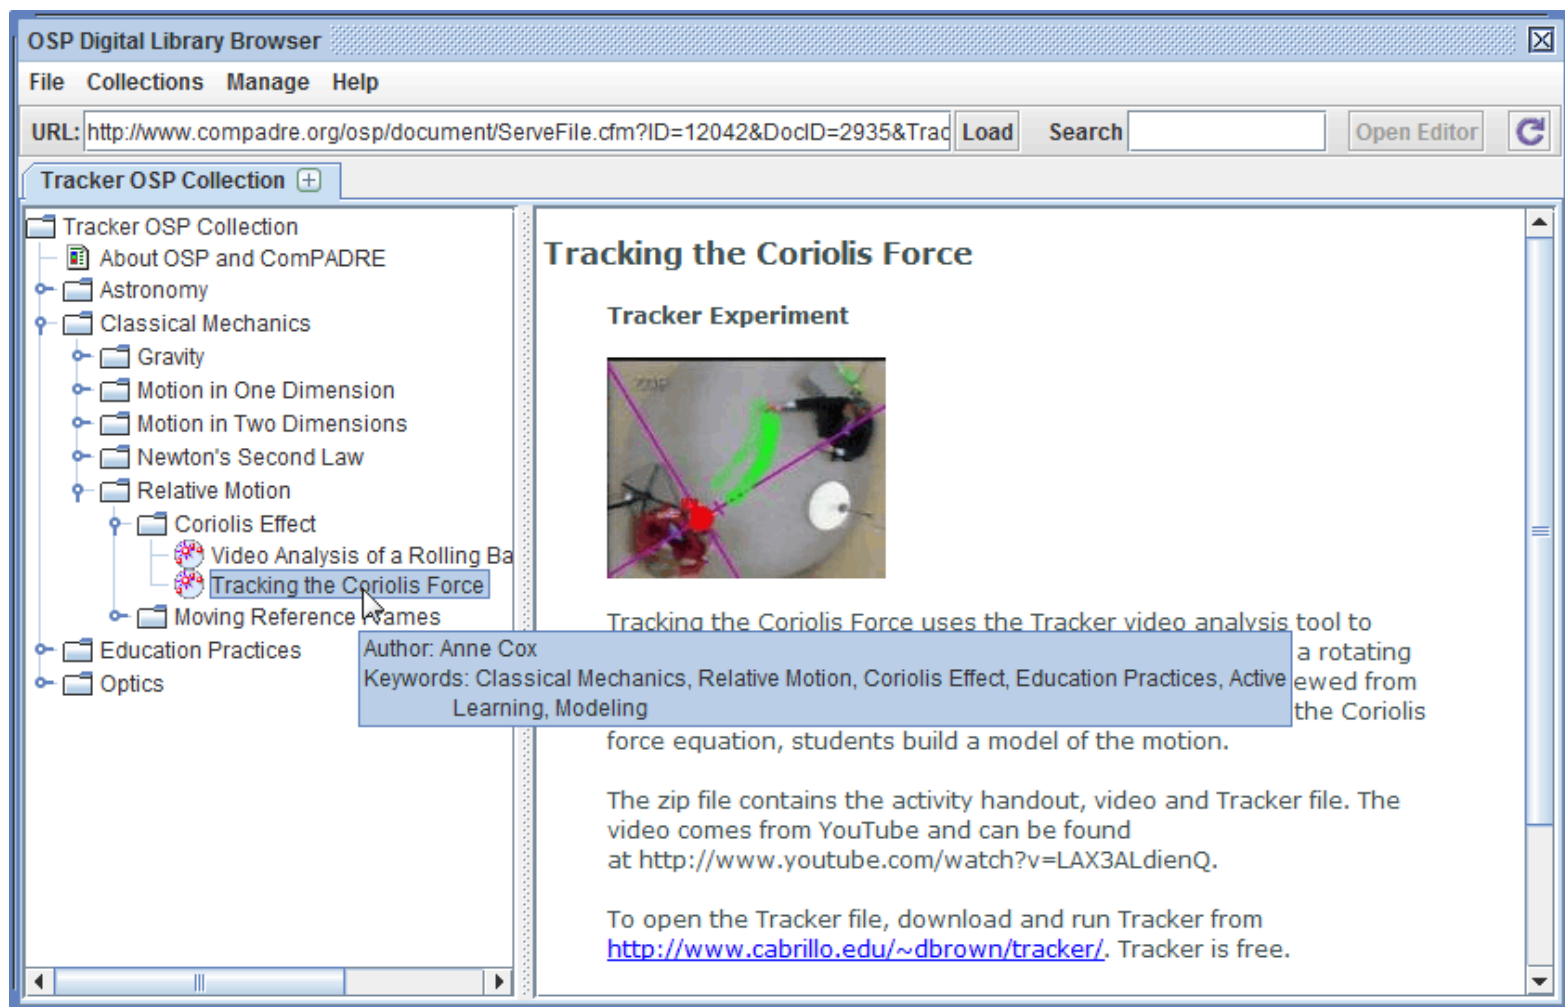 OSP Digital Library Browser
File Collections Manage Help
URL: http://www.compadre.org/osp/document/ServeFile.cfm?ID=12042&DocID=2935&Trac Load Search Open Editor
Tracker OSP Collection
Tracker OSP Collection
About OSP and ComPADRE
Astronomy
Classical Mechanics
Gravity
Motion in One Dimension
Motion in Two Dimensions
Newton's Second Law
Relative Motion
Coriolis Effect
Video Analysis of a Rolling Ba
Tracking the Coriolis Force
Moving Reference Frames
Education Practices
Optics
Author: Anne Cox
Keywords: Classical Mechanics, Relative Motion, Coriolis Effect, Education Practices, Active
Learning, Modeling
Tracking the Coriolis Force
Tracker Experiment
Tracking the Coriolis Force uses the Tracker video analysis tool to
a rotating
ewed from
the Coriolis
force equation, students build a model of the motion.
The zip file contains the activity handout, video and Tracker file. The
video comes from YouTube and can be found
at http://www.youtube.com/watch?v=LAX3ALdienQ.
To open the Tracker file, download and run Tracker from
http://www.cabrillo.edu/~dbrown/tracker/. Tracker is free.